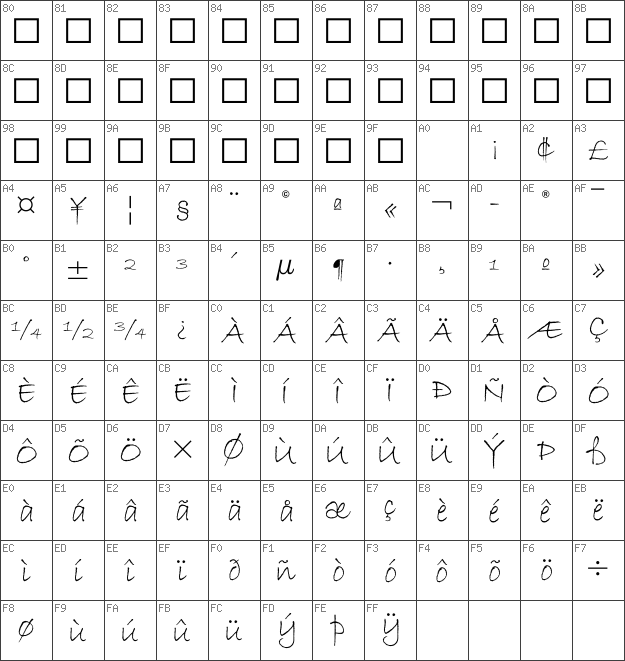 80 81 82 83 84 85 86 87 88 89 8A 8B
□ □ □ □ □ □ □ □ □ □ □ □
8C 8D 8E 8F 90 91 92 93 94 95 96 97
□ □ □ □ □ □ □ □ □ □ □ □
98 99 9A 9B 9C 9D 9E 9F A0 A1 A2 A3
□ □ □ □ □ □ □ □ ¡ ¢ £
A4 A5 A6 A7 A8 A9 AA AB AC AD AE AF
¤ ¥ ¦ § ¨ © ª « ¬ - ® ¯
B0 B1 B2 B3 B4 B5 B6 B7 B8 B9 BA BB
° ± ² ³ ´ µ ¶ · ¸ ¹ º »
BC BD BE BF C0 C1 C2 C3 C4 C5 C6 C7
1/4 1/2 3/4 ¿ À Á Â Ã Ä Å Æ Ç
C8 C9 CA CB CC CD CE CF D0 D1 D2 D3
È É Ê Ë Ì Í Î Ï Ð Ñ Ò Ó
D4 D5 D6 D7 D8 D9 DA DB DC DD DE DF
Ô Õ Ö × Ø Ù Ú Û Ü Ý Þ ß
E0 E1 E2 E3 E4 E5 E6 E7 E8 E9 EA EB
à á â ã ä å æ ç è é ê ë
EC ED EE EF F0 F1 F2 F3 F4 F5 F6 F7
ì í î ï ð ñ ò ó ô õ ö ÷
F8 F9 FA FB FC FD FE FF
ø ù ú û ü ý þ ÿ